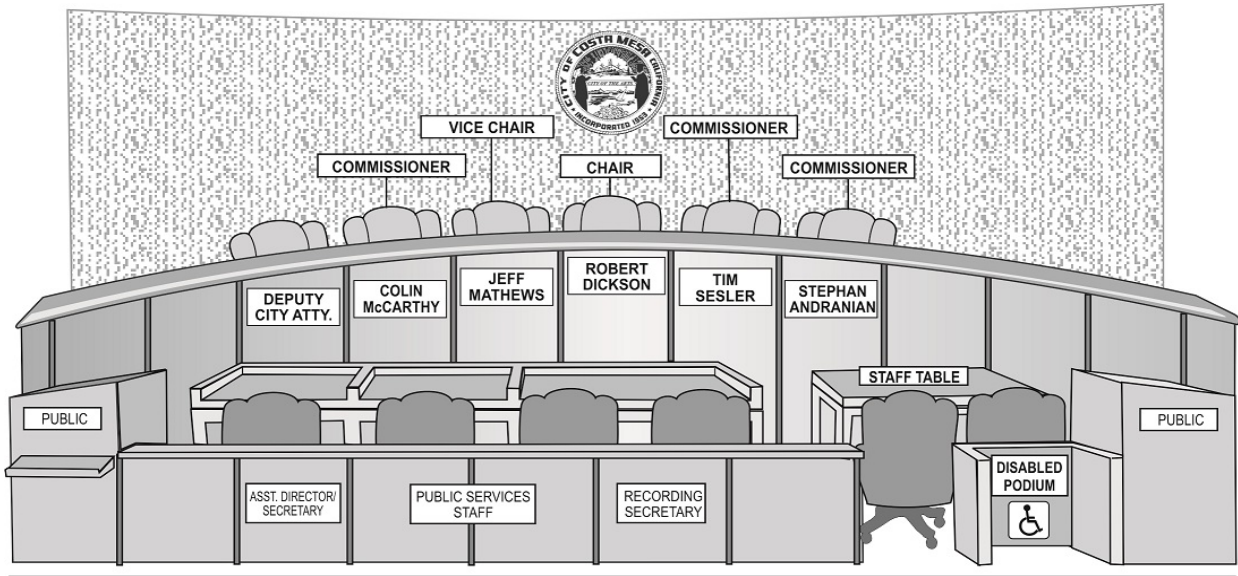 CITY OF COSTA MESA CALIFORNIA
CITY OF THE ARTS
INCORPORATED 1953
VICE CHAIR
COMMISSIONER
COMMISSIONER
CHAIR
COMMISSIONER
DEPUTY
CITY ATTY.
COLIN
McCARTHY
JEFF
MATHEWS
ROBERT
DICKSON
TIM
SESLER
STEPHAN
ANDRANIAN
STAFF TABLE
PUBLIC
PUBLIC
ASST. DIRECTOR/
SECRETARY
PUBLIC SERVICES
STAFF
RECORDING
SECRETARY
DISABLED
PODIUM